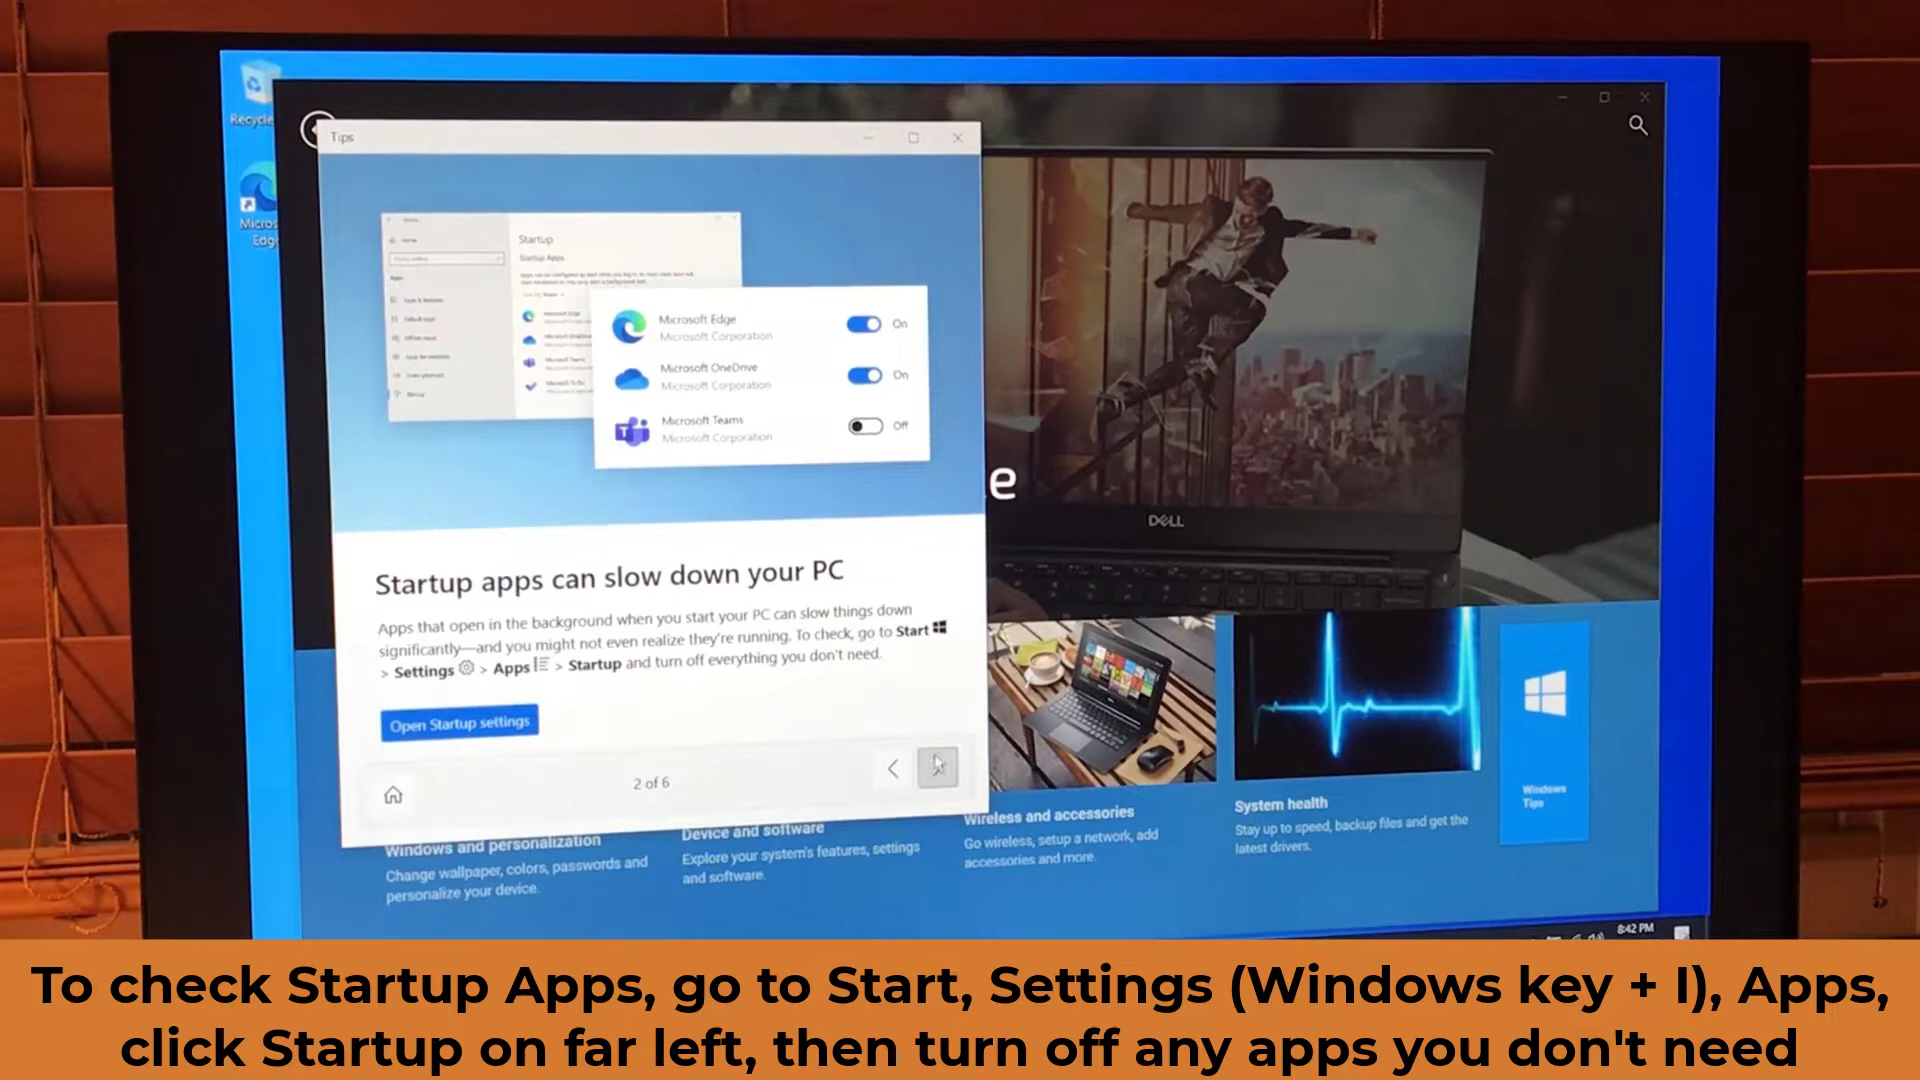 Recycle
Micros
Edg
Tips
Startup
Startup Apps
Microsoft Edge
Microsoft Corporation
On
Microsoft OneDrive
Microsoft Corporation
On
Microsoft Teams
Microsoft Corporation
Off
e
DELL
Startup apps can slow down your PC
Apps that open in the background when you start your PC can slow things down
significantly—and you might not even realize they're running. To check, go to Start
> Settings > Apps > Startup and turn off everything you don't need.
Open Startup settings
2 of 6
Windows and personalization
Change wallpaper, colors, passwords and
personalize your device.
Device and software
Explore your system's features, settings
and software.
Wireless and accessories
Go wireless, setup a network, add
accessories and more.
System health
Stay up to speed, backup files and get the
latest drivers.
Windows
Tips
8:42 PM
To check Startup Apps, go to Start, Settings (Windows key + I), Apps,
click Startup on far left, then turn off any apps you don't need